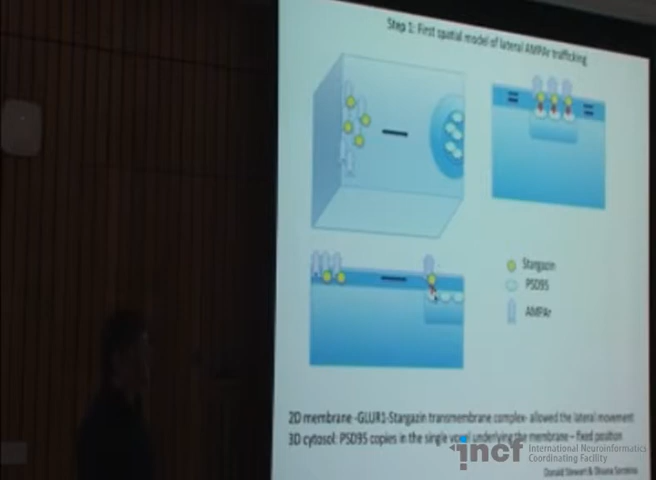 Step 1: First spatial model of lateral AMPAr trafficking
Stargazin
PSD95
AMPAr
2D membrane -GLUR1-Stargazin transmembrane complex- allowed the lateral movement
3D cytosol: PSD95 copies in the single voxel underlying the membrane – fixed position
incf International Neuroinformatics
Coordinating Facility
Donald Stewart & Oksana Sorokina